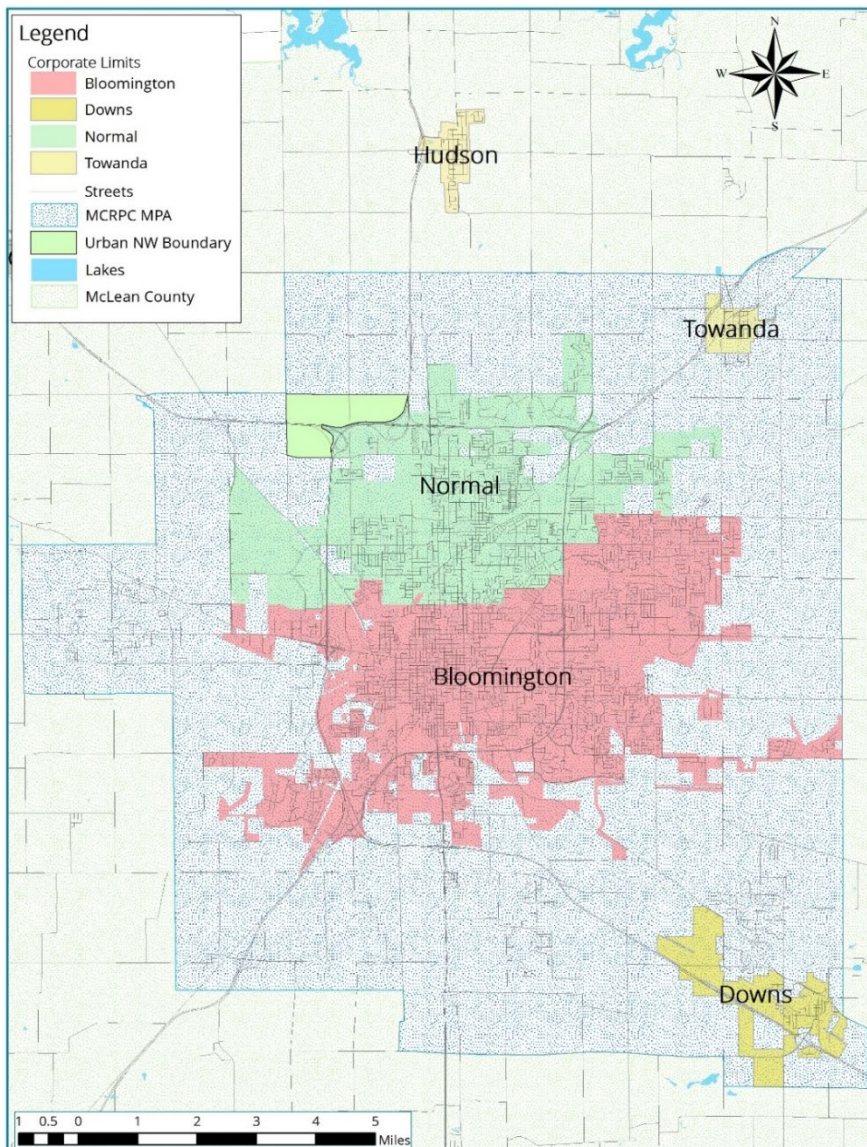 Legend
Corporate Limits
Bloomington
Downs
Normal
Towanda
Streets
MCRPC MPA
Urban NW Boundary
Lakes
McLean County
N
W E
S
Hudson
Towanda
Normal
Bloomington
Downs
1 0.5 0 1 2 3 4 5
Miles